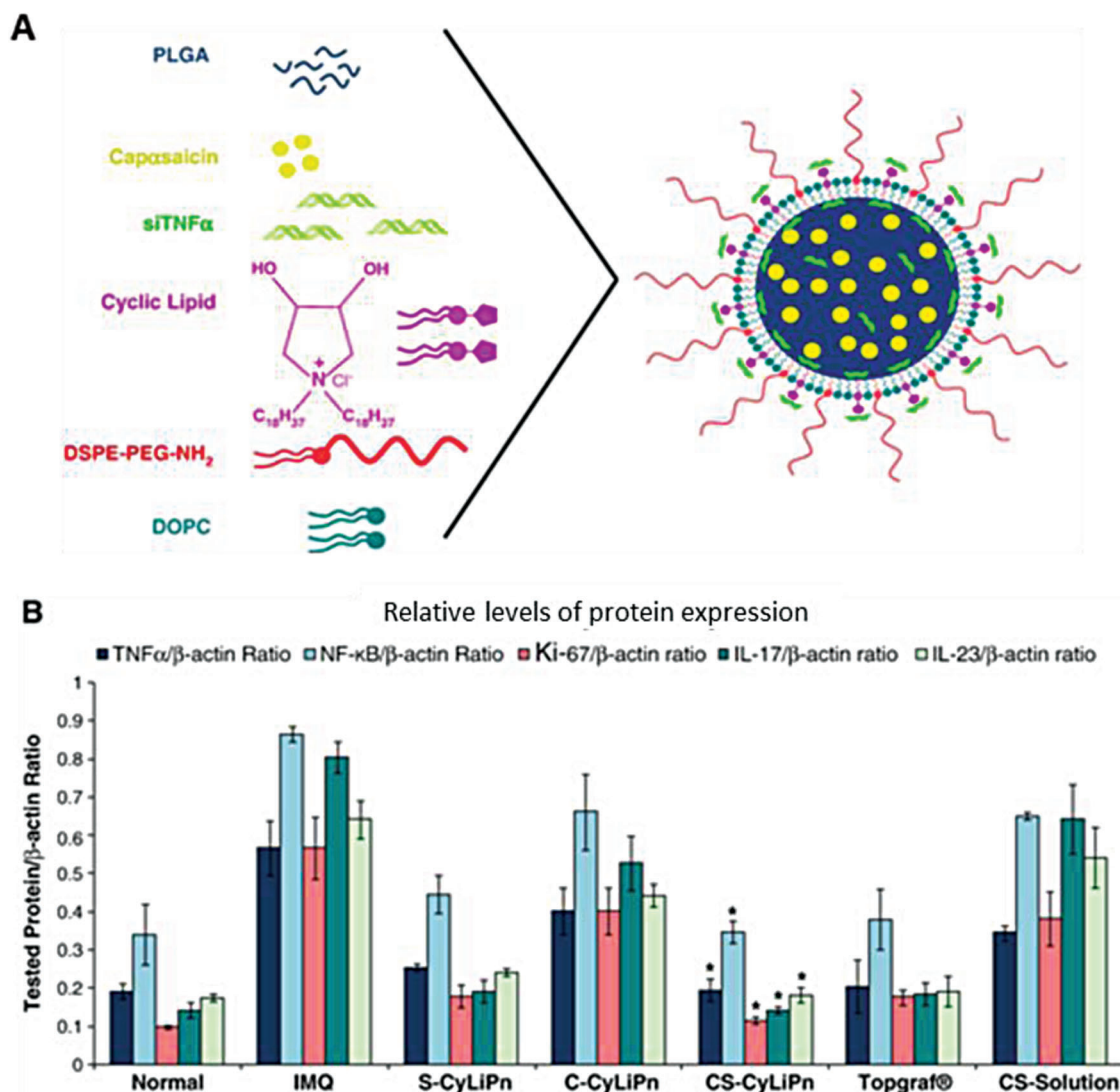 A
PLGA
Capαsaicin
siTNFα
HO OH
Cyclic Lipid
+
N Cl⁻
C₁₈H₃₇ C₁₈H₃₇
DSPE-PEG-NH₂
DOPC
B
Relative levels of protein expression
TNFα/β-actin Ratio NF-κB/β-actin Ratio Ki-67/β-actin ratio IL-17/β-actin ratio IL-23/β-actin ratio
Tested Protein/β-actin Ratio
1
0.9
0.8
0.7
0.6
0.5
0.4
0.3
0.2
0.1
0
* * * * *
Normal IMQ S-CyLiPn C-CyLiPn CS-CyLiPn Topgraf® CS-Solution